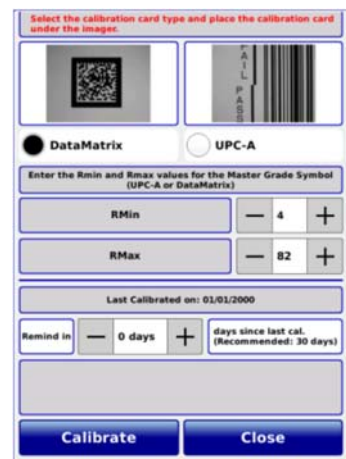 Select the calibration card type and place the calibration card
under the imager.
FAIL PASS
DataMatrix
UPC-A
Enter the Rmin and Rmax values for the Master Grade Symbol
(UPC-A or DataMatrix)
RMin — 4 +
RMax — 82 +
Last Calibrated on: 01/01/2000
Remind in — 0 days + days since last cal.
(Recommended: 30 days)
Calibrate
Close